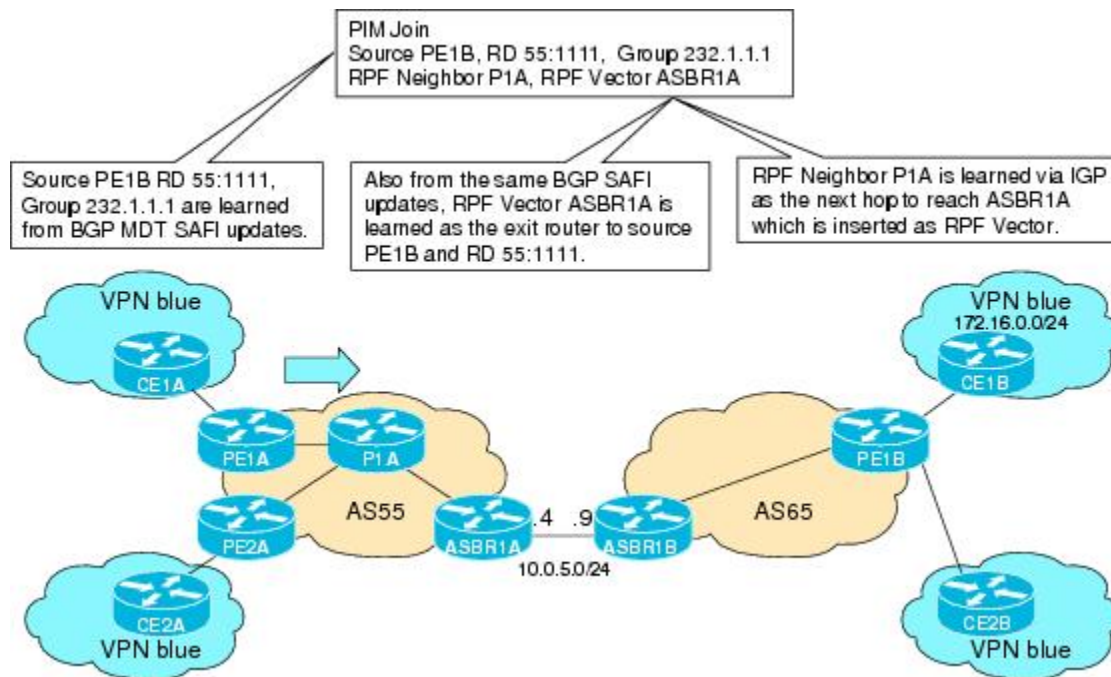 PIM Join
Source PE1B, RD 55:1111, Group 232.1.1.1
RPF Neighbor P1A, RPF Vector ASBR1A
Source PE1B RD 55:1111,
Group 232.1.1.1 are learned
from BGP MDT SAFI updates.
Also from the same BGP SAFI
updates, RPF Vector ASBR1A is
learned as the exit router to source
PE1B and RD 55:1111.
RPF Neighbor P1A is learned via IGP
as the next hop to reach ASBR1A
which is inserted as RPF Vector.
VPN blue
CE1A
VPN blue
172.16.0.0/24
CE1B
PE1A
P1A
PE1B
PE2A
AS55
ASBR1A
.4
.9
ASBR1B
AS65
10.0.5.0/24
CE2A
VPN blue
CE2B
VPN blue